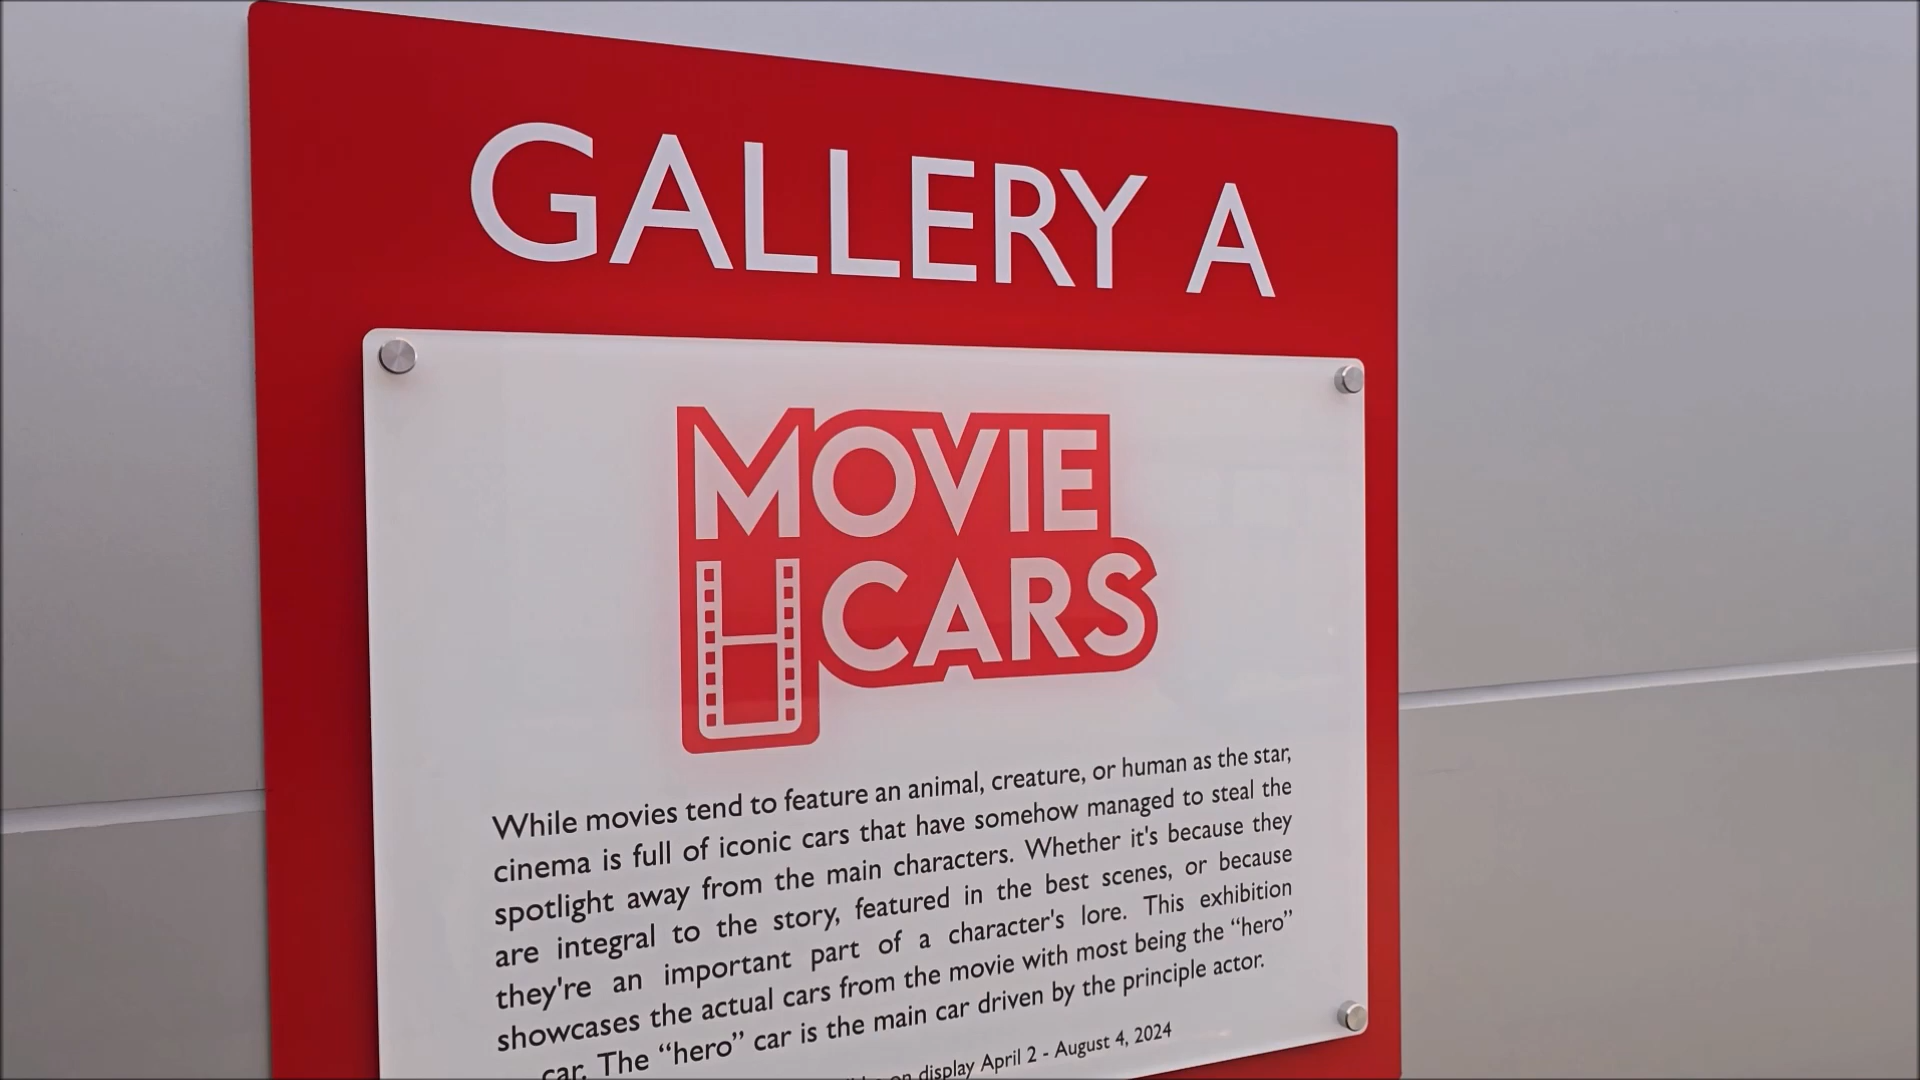 GALLERY A
MOVIE
CARS
While movies tend to feature an animal, creature, or human as the star,
cinema is full of iconic cars that have somehow managed to steal the
spotlight away from the main characters. Whether it's because they
are integral to the story, featured in the best scenes, or because
they're an important part of a character's lore. This exhibition
showcases the actual cars from the movie with most being the “hero”
car. The “hero” car is the main car driven by the principle actor.
on display April 2 - August 4, 2024